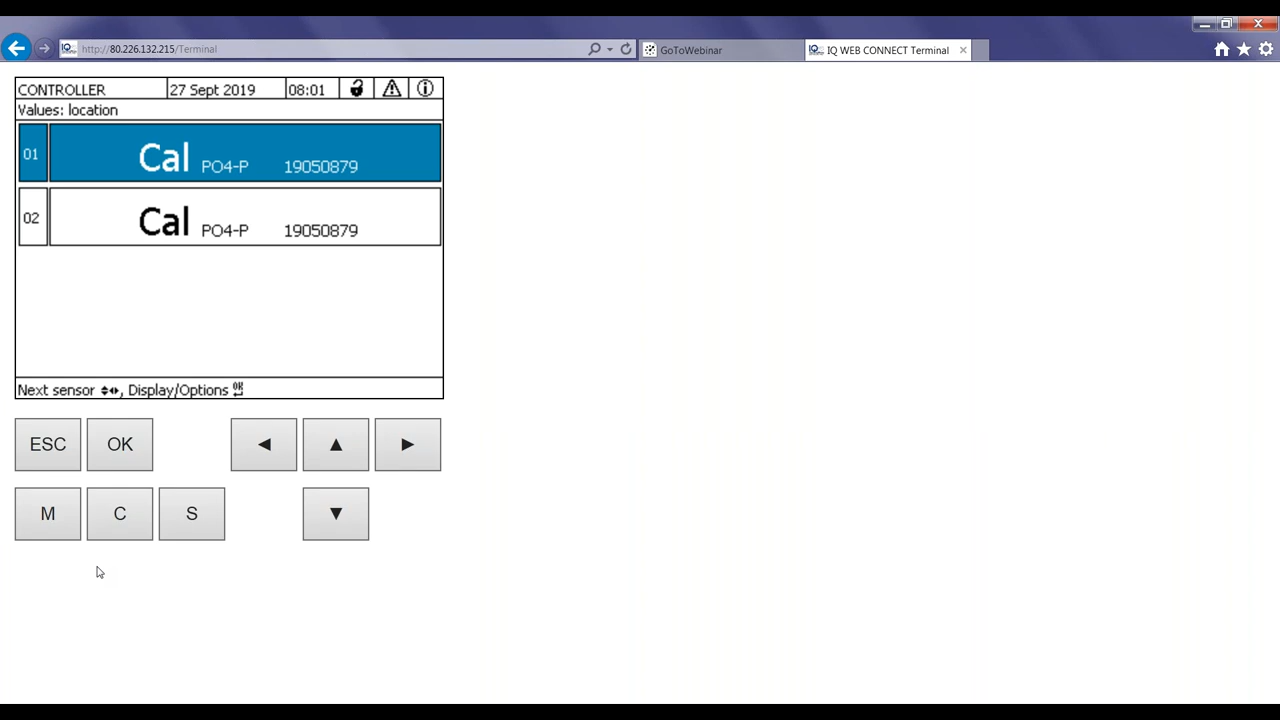 http://80.226.132.215/Terminal
GoToWebinar
IQ WEB CONNECT Terminal
CONTROLLER 27 Sept 2019 08:01
Values: location
01 Cal PO4-P 19050879
02 Cal PO4-P 19050879
Next sensor , Display/Options OK
ESC OK
M C S